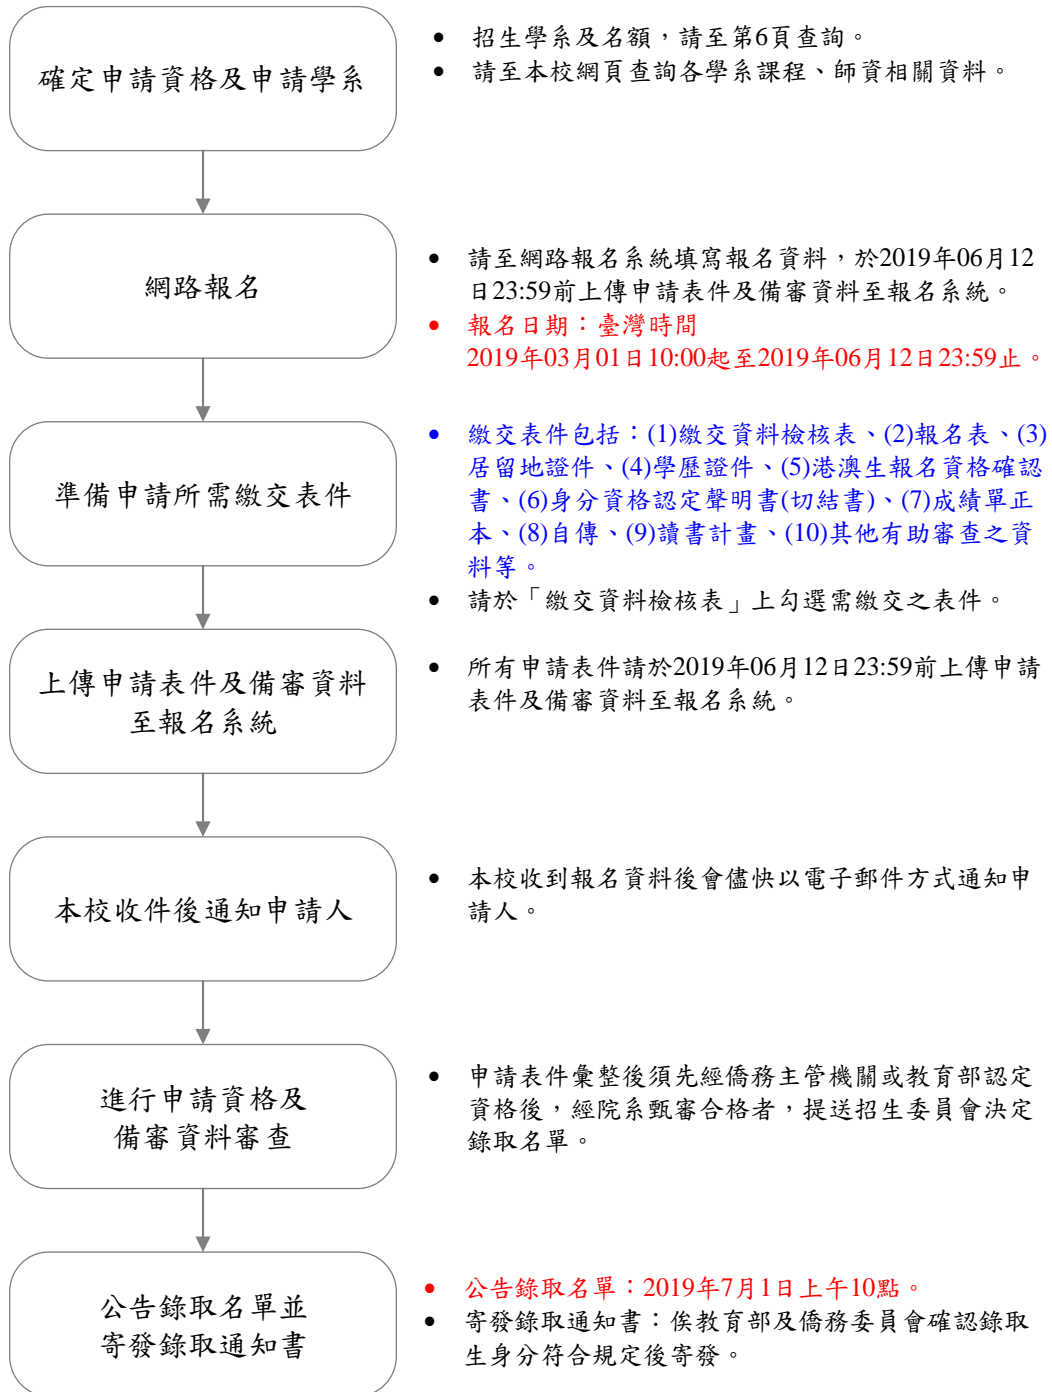 確定申請資格及申請學系
• 招生學系及名額，請至第6頁查詢。
• 請至本校網頁查詢各學系課程、師資相關資料。
網路報名
• 請至網路報名系統填寫報名資料，於2019年06月12
日23:59前上傳申請表件及備審資料至報名系統。
• 報名日期：臺灣時間
2019年03月01日10:00起至2019年06月12日23:59止。
準備申請所需繳交表件
• 繳交表件包括：(1)繳交資料檢核表、(2)報名表、(3)
居留地證件、(4)學歷證件、(5)港澳生報名資格確認
書、(6)身分資格認定聲明書(切結書)、(7)成績單正
本、(8)自傳、(9)讀書計畫、(10)其他有助審查之資
料等。
• 請於「繳交資料檢核表」上勾選需繳交之表件。
上傳申請表件及備審資料
至報名系統
• 所有申請表件請於2019年06月12日23:59前上傳申請
表件及備審資料至報名系統。
本校收件後通知申請人
• 本校收到報名資料後會儘快以電子郵件方式通知申
請人。
進行申請資格及
備審資料審查
• 申請表件彙整後須先經僑務主管機關或教育部認定
資格後，經院系甄審合格者，提送招生委員會決定
錄取名單。
公告錄取名單並
寄發錄取通知書
• 公告錄取名單：2019年7月1日上午10點。
• 寄發錄取通知書：俟教育部及僑務委員會確認錄取
生身分符合規定後寄發。